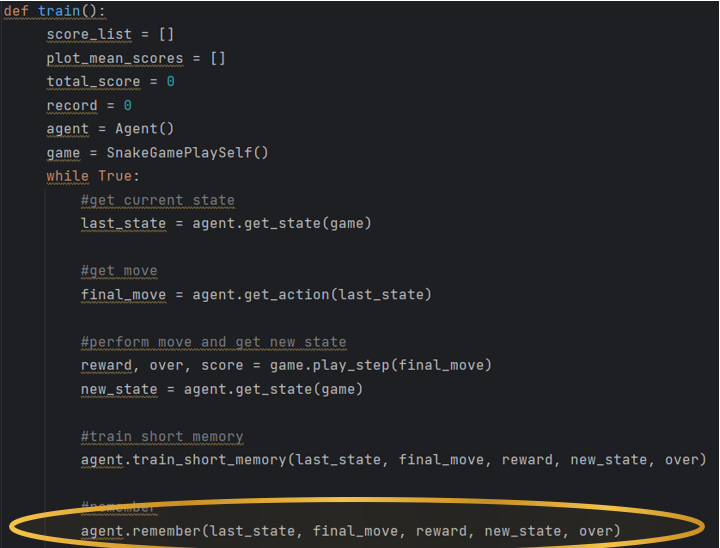 def train():
score_list = []
plot_mean_scores = []
total_score = 0
record = 0
agent = Agent()
game = SnakeGamePlaySelf()
while True:
#get current state
last_state = agent.get_state(game)
#get move
final_move = agent.get_action(last_state)
#perform move and get new state
reward, over, score = game.play_step(final_move)
new_state = agent.get_state(game)
#train short memory
agent.train_short_memory(last_state, final_move, reward, new_state, over)
#remember
agent.remember(last_state, final_move, reward, new_state, over)